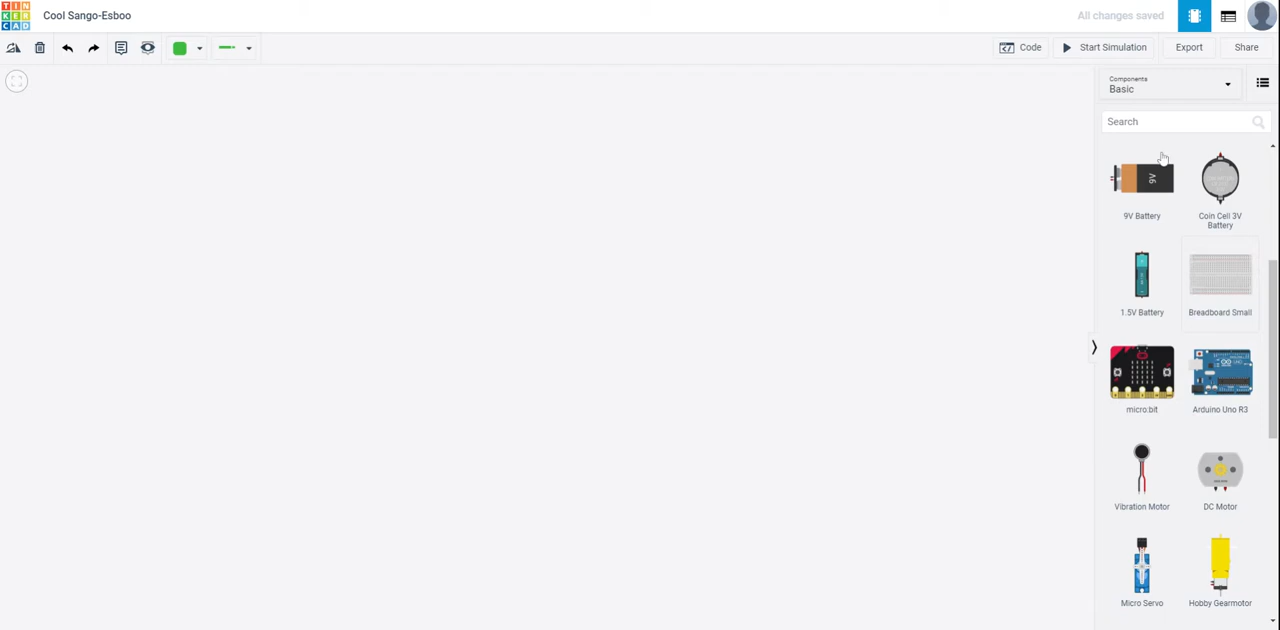 TIN
KER
CAD
Cool Sango-Esboo
All changes saved
Code
Start Simulation
Export
Share
Components
Basic
Search
9V
9V Battery
Coin Cell 3V
Battery
1.5V Battery
Breadboard Small
micro:bit
Arduino Uno R3
Vibration Motor
DC Motor
Micro Servo
Hobby Gearmotor